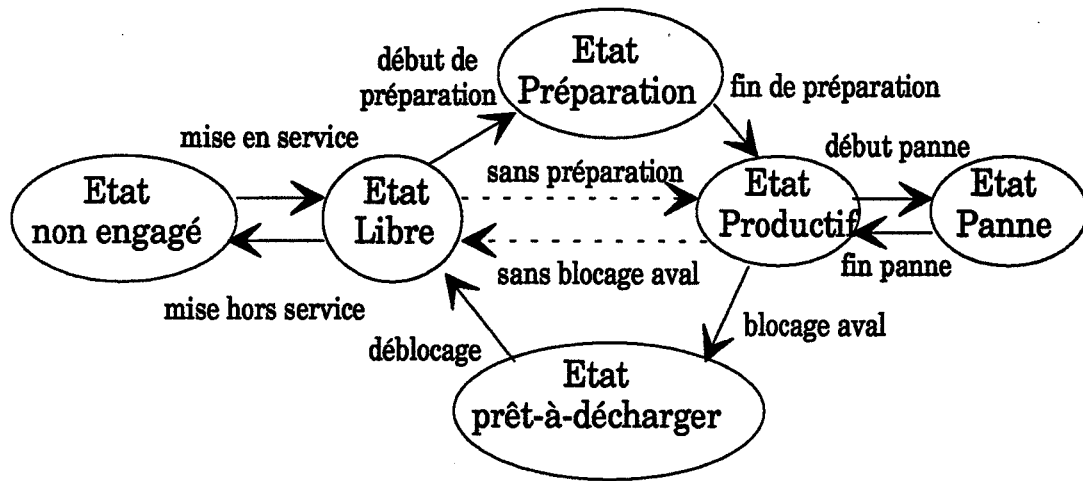 Etat
Préparation
début de
préparation
fin de préparation
mise en service
sans préparation
début panne
Etat
non engagé
Etat
Libre
Etat
Productif
Etat
Panne
mise hors service
sans blocage aval
fin panne
déblocage
blocage aval
Etat
prêt-à-décharger